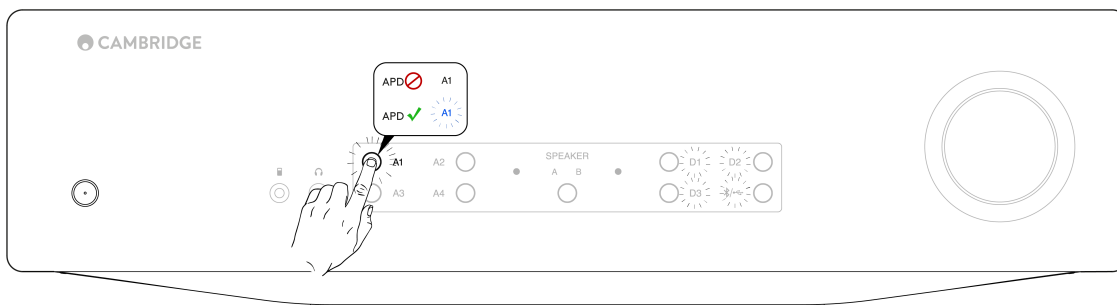 CAMBRIDGE
APD A1
APD A1
A1 A2 SPEAKER D1 D2
A B
A3 A4 D3